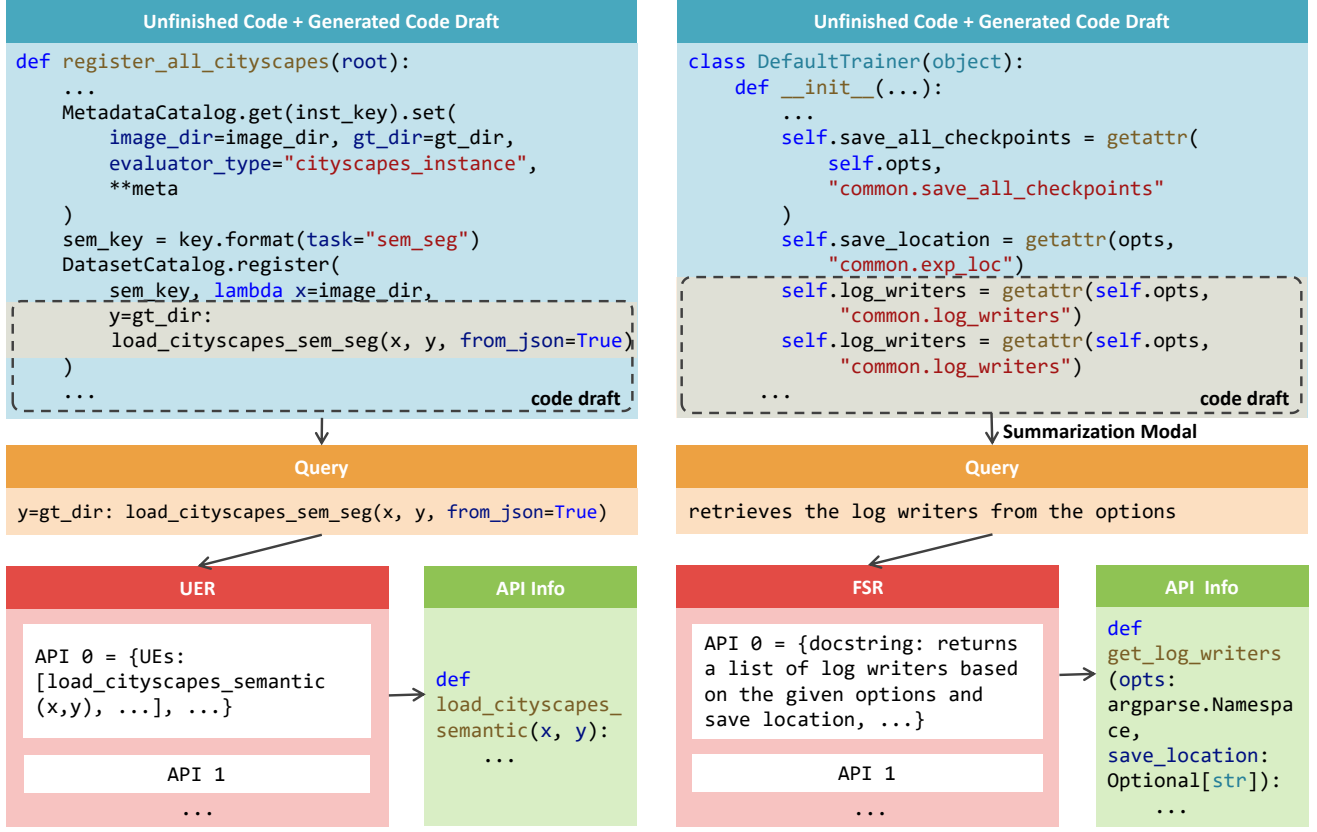 Unfinished Code + Generated Code Draft
def register_all_cityscapes(root):
...
MetadataCatalog.get(inst_key).set(
image_dir=image_dir, gt_dir=gt_dir,
evaluator_type="cityscapes_instance",
**meta
)
sem_key = key.format(task="sem_seg")
DatasetCatalog.register(
sem_key, lambda x=image_dir,
y=gt_dir:
load_cityscapes_sem_seg(x, y, from_json=True)
)
...
code draft
Query
y=gt_dir: load_cityscapes_sem_seg(x, y, from_json=True)
UER
API 0 = {UEs:
[load_cityscapes_semantic
(x,y), ...], ...}
API 1
...
API Info
def
load_cityscapes_
semantic(x, y):
...
Unfinished Code + Generated Code Draft
class DefaultTrainer(object):
def __init__(...):
...
self.save_all_checkpoints = getattr(
self.opts,
"common.save_all_checkpoints"
)
self.save_location = getattr(opts,
"common.exp_loc")
self.log_writers = getattr(self.opts,
"common.log_writers")
self.log_writers = getattr(self.opts,
"common.log_writers")
...
code draft
Summarization Modal
Query
retrieves the log writers from the options
FSR
API 0 = {docstring: returns
a list of log writers based
on the given options and
save location, ...}
API 1
...
API Info
def
get_log_writers
(opts:
argparse.Namespa
ce,
save_location:
Optional[str]):
...